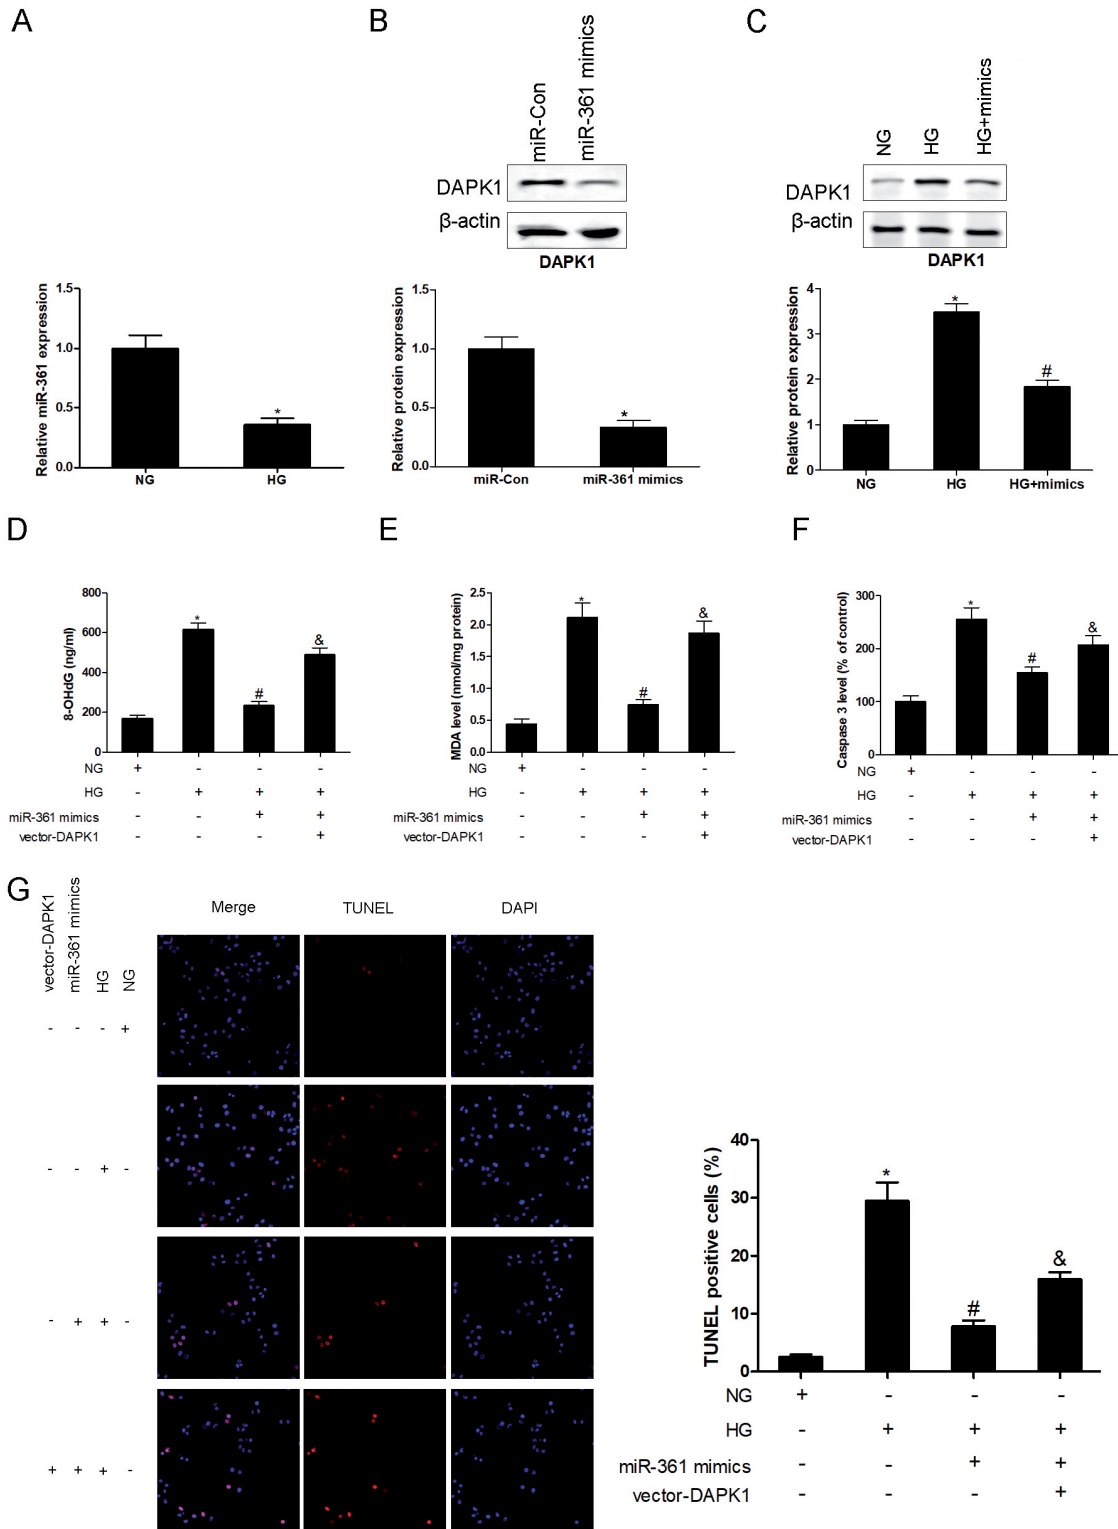 A
B
C
miR-Con
miR-361 mimics
DAPK1
β-actin
DAPK1
NG
HG
HG+mimics
DAPK1
β-actin
DAPK1
Relative miR-361 expression
1.5
1.0
0.5
0.0
*
NG
HG
Relative protein expression
1.5
1.0
0.5
0.0
*
miR-Con
miR-361 mimics
Relative protein expression
4
3
2
1
0
*
#
NG
HG
HG+mimics
D
E
F
8-OHdG (ng/ml)
800
600
400
200
0
*
#
&
NG + - - -
HG - + + +
miR-361 mimics - - + +
vector-DAPK1 - - - +
MDA level (nmol/mg protein)
2.5
2.0
1.5
1.0
0.5
0.0
*
#
&
NG + - - -
HG - + + +
miR-361 mimics - - + +
vector-DAPK1 - - - +
Caspase 3 level (% of control)
300
200
100
0
*
#
&
NG + - - -
HG - + + +
miR-361 mimics - - + +
vector-DAPK1 - - - +
G
vector-DAPK1
miR-361 mimics
HG
NG
Merge
TUNEL
DAPI
- - - +
- - + -
- + + -
+ + + -
TUNEL positive cells (%)
40
30
20
10
0
*
#
&
NG + - - -
HG - + + +
miR-361 mimics - - + +
vector-DAPK1 - - - +